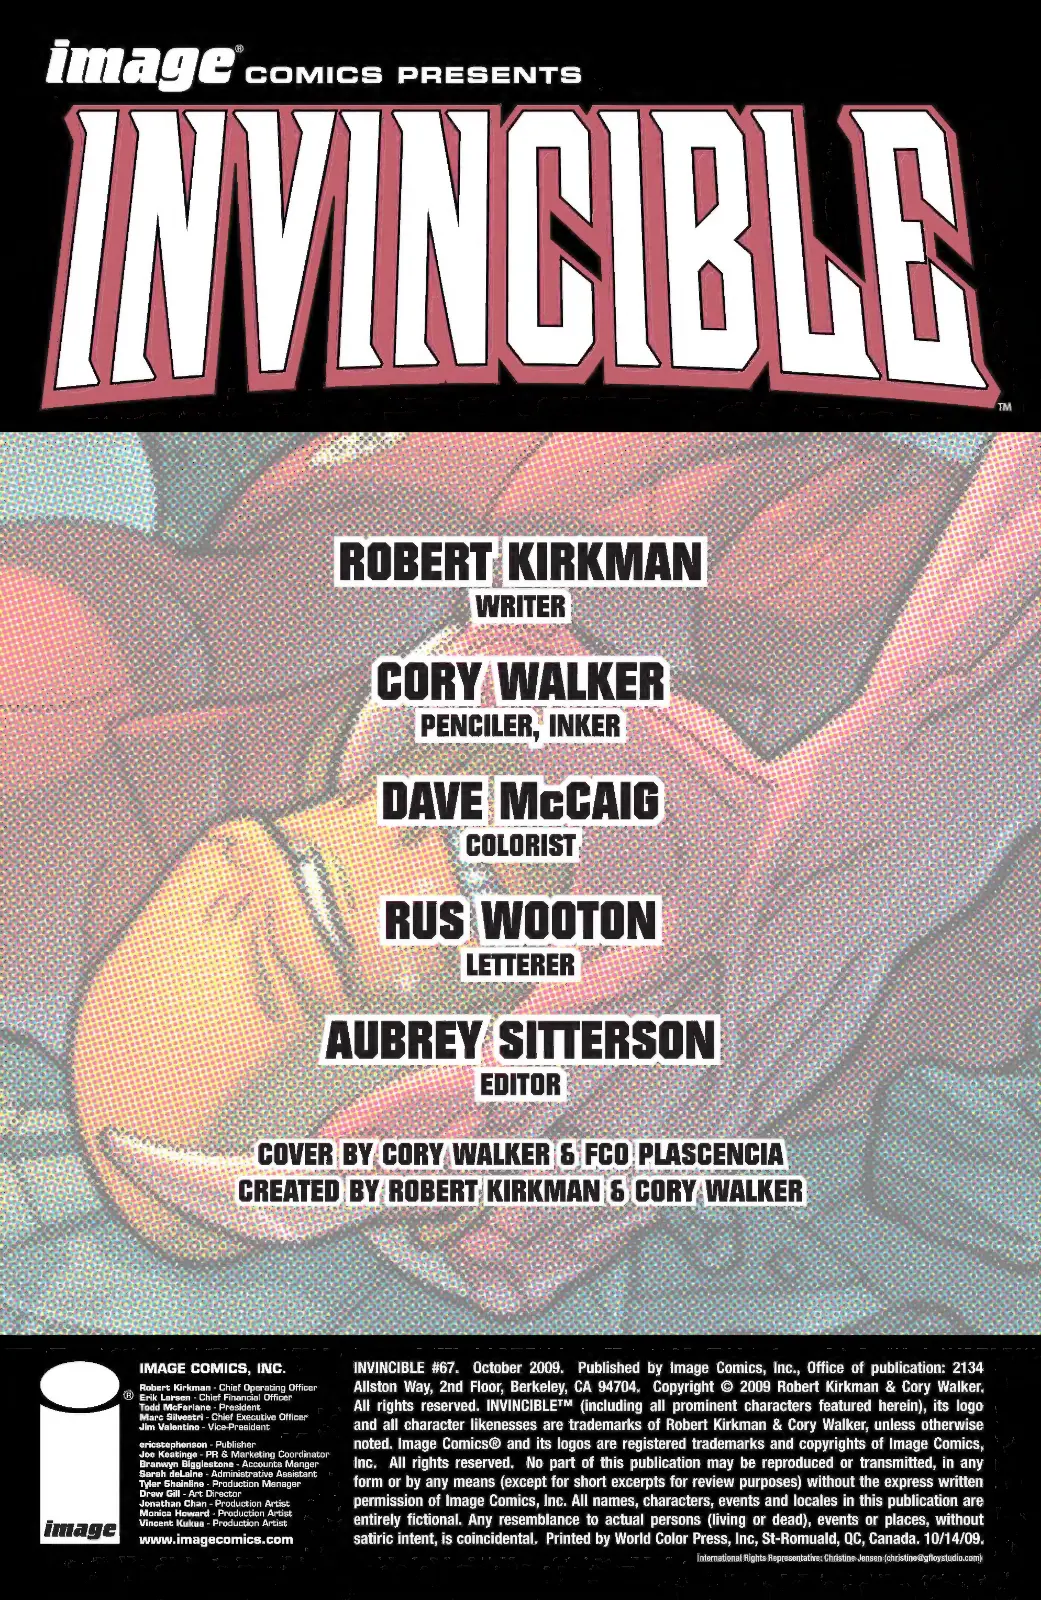 image® COMICS PRESENTS
INVINCIBLE™
ROBERT KIRKMAN
WRITER
CORY WALKER
PENCILER, INKER
DAVE McCAIG
COLORIST
RUS WOOTON
LETTERER
AUBREY SITTERSON
EDITOR
COVER BY CORY WALKER & FCO PLASCENCIA
CREATED BY ROBERT KIRKMAN & CORY WALKER
image®
IMAGE COMICS, INC.
Robert Kirkman - Chief Operating Officer
Erik Larsen - Chief Financial Officer
Todd McFarlane - President
Marc Silvestri - Chief Executive Officer
Jim Valentino - Vice-President
ericstephenson - Publisher
Joe Keatinge - PR & Marketing Coordinator
Branwyn Bigglestone - Accounts Manger
Sarah deLaine - Administrative Assistant
Tyler Shainline - Production Manager
Drew Gill - Art Director
Jonathan Chan - Production Artist
Monica Howard - Production Artist
Vincent Kukua - Production Artist
www.imagecomics.com
INVINCIBLE #67. October 2009. Published by Image Comics, Inc., Office of publication: 2134
Allston Way, 2nd Floor, Berkeley, CA 94704. Copyright © 2009 Robert Kirkman & Cory Walker.
All rights reserved. INVINCIBLE™ (including all prominent characters featured herein), its logo
and all character likenesses are trademarks of Robert Kirkman & Cory Walker, unless otherwise
noted. Image Comics® and its logos are registered trademarks and copyrights of Image Comics,
Inc. All rights reserved. No part of this publication may be reproduced or transmitted, in any
form or by any means (except for short excerpts for review purposes) without the express written
permission of Image Comics, Inc. All names, characters, events and locales in this publication are
entirely fictional. Any resemblance to actual persons (living or dead), events or places, without
satiric intent, is coincidental. Printed by World Color Press, Inc, St-Romuald, QC, Canada. 10/14/09.
International Rights Representative: Christine Jensen (christine@gfloystudio.com)